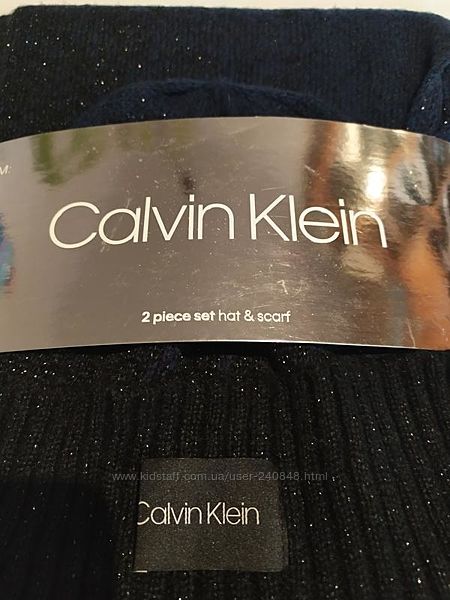 M:
Calvin Klein
2 piece set hat & scarf
www.kidstaff.com.ua/user-240848.html
Calvin Klein